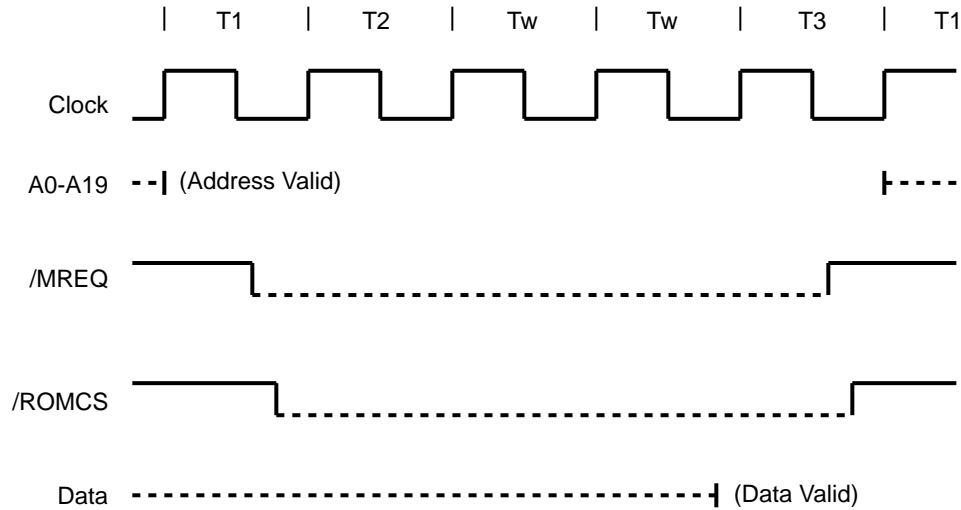 | T1 | T2 | Tw | Tw | T3 | T1
Clock
A0-A19 (Address Valid)
/MREQ
/ROMCS
Data (Data Valid)